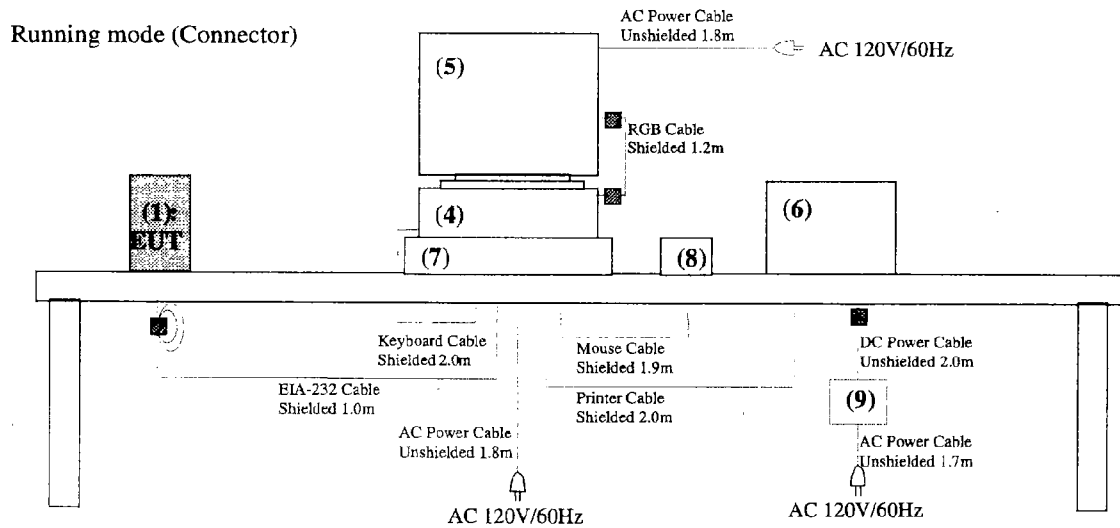 Running mode (Connector)
AC Power Cable
Unshielded 1.8m
AC 120V/60Hz
(5)
RGB Cable
Shielded 1.2m
(1):
EUT
(4)
(6)
(7)
(8)
Keyboard Cable
Shielded 2.0m
Mouse Cable
Shielded 1.9m
DC Power Cable
Unshielded 2.0m
EIA-232 Cable
Shielded 1.0m
Printer Cable
Shielded 2.0m
(9)
AC Power Cable
Unshielded 1.8m
AC Power Cable
Unshielded 1.7m
AC 120V/60Hz
AC 120V/60Hz